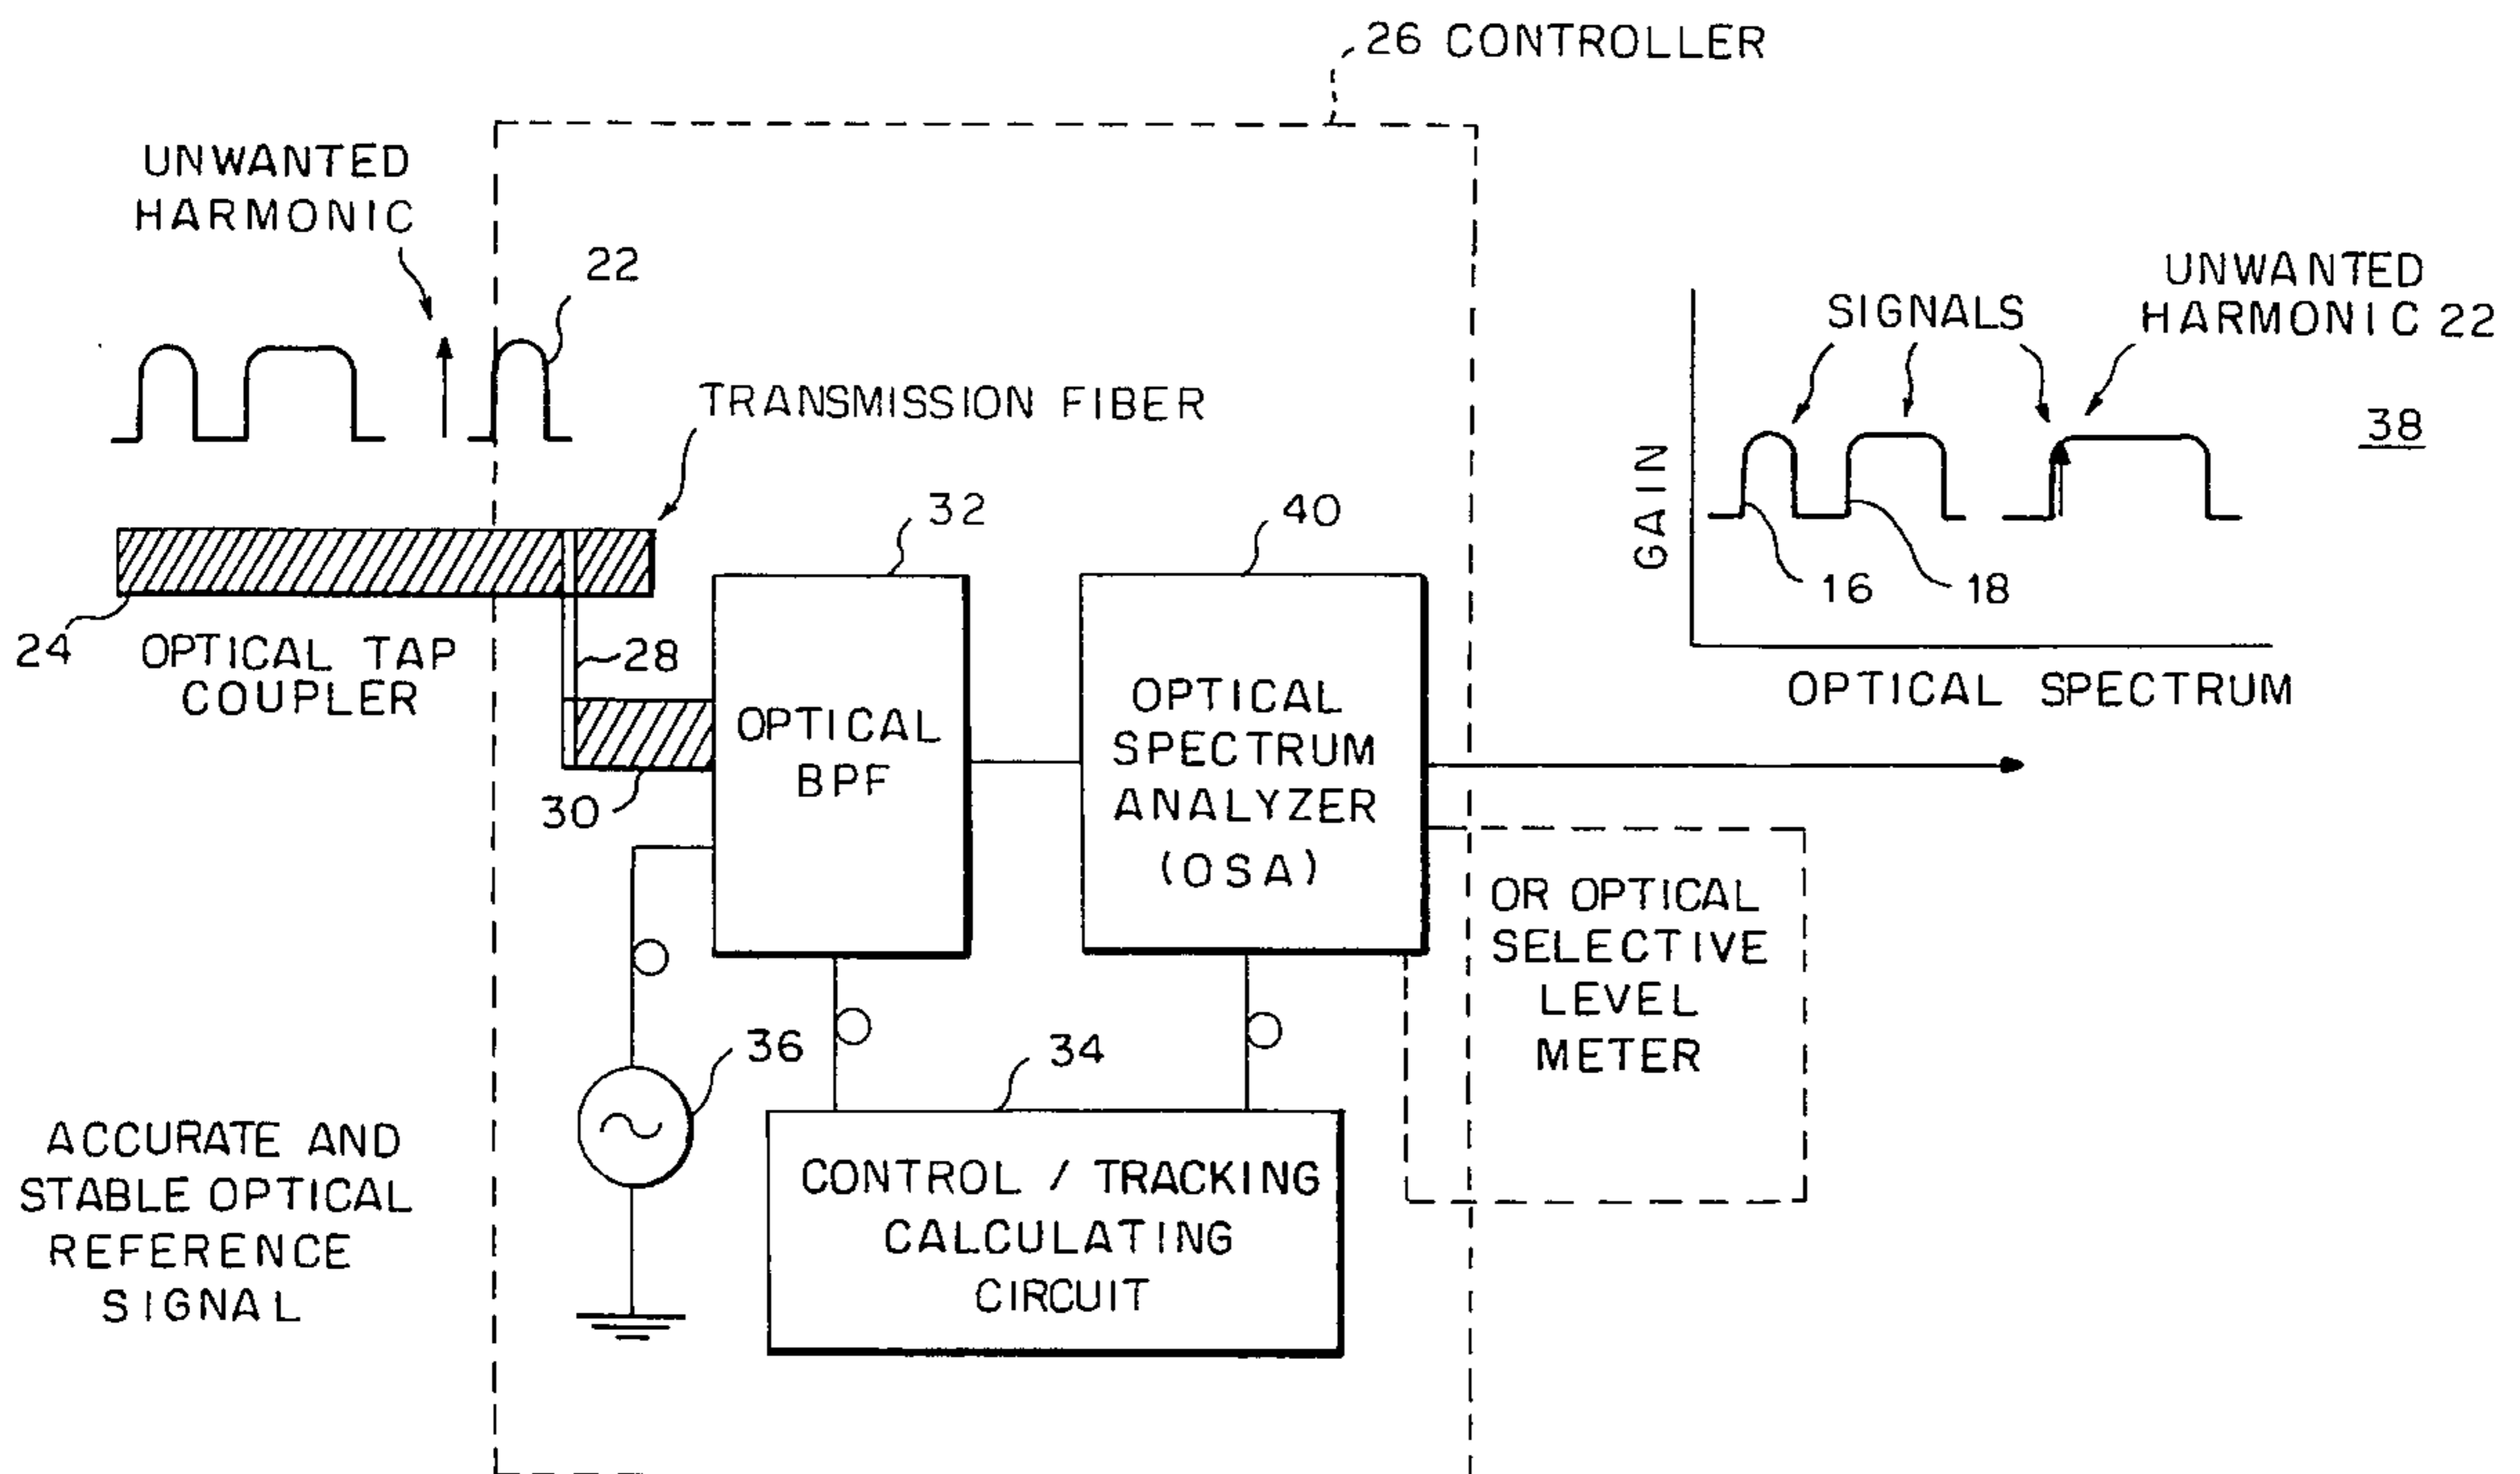 26 CONTROLLER
UNWANTED
HARMONIC
22
TRANSMISSION FIBER
24
OPTICAL TAP
COUPLER
28
30
32
OPTICAL
BPF
40
OPTICAL
SPECTRUM
ANALYZER
(OSA)
SIGNALS
UNWANTED
HARMONIC 22
38
GAIN
16
18
OPTICAL SPECTRUM
OR OPTICAL
SELECTIVE
LEVEL
METER
36
34
CONTROL / TRACKING
CALCULATING
CIRCUIT
ACCURATE AND
STABLE OPTICAL
REFERENCE
SIGNAL